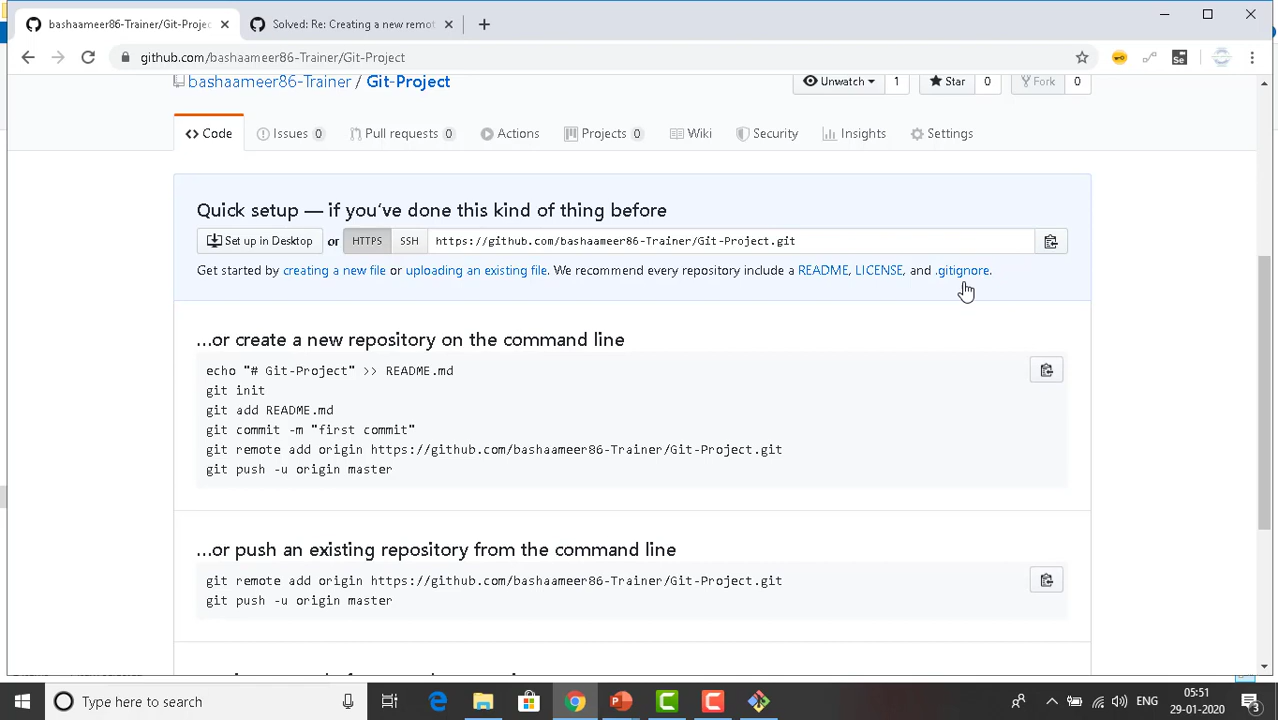 bashaameer86-Trainer/Git-Projec
Solved: Re: Creating a new remot
github.com/bashaameer86-Trainer/Git-Project
bashaameer86-Trainer / Git-Project
Unwatch 1 Star 0 Fork 0
Code Issues 0 Pull requests 0 Actions Projects 0 Wiki Security Insights Settings
Quick setup — if you've done this kind of thing before
Set up in Desktop or HTTPS SSH https://github.com/bashaameer86-Trainer/Git-Project.git
Get started by creating a new file or uploading an existing file. We recommend every repository include a README, LICENSE, and .gitignore.
…or create a new repository on the command line
echo "# Git-Project" >> README.md
git init
git add README.md
git commit -m "first commit"
git remote add origin https://github.com/bashaameer86-Trainer/Git-Project.git
git push -u origin master
…or push an existing repository from the command line
git remote add origin https://github.com/bashaameer86-Trainer/Git-Project.git
git push -u origin master
Type here to search
ENG
05:51
29-01-2020
3